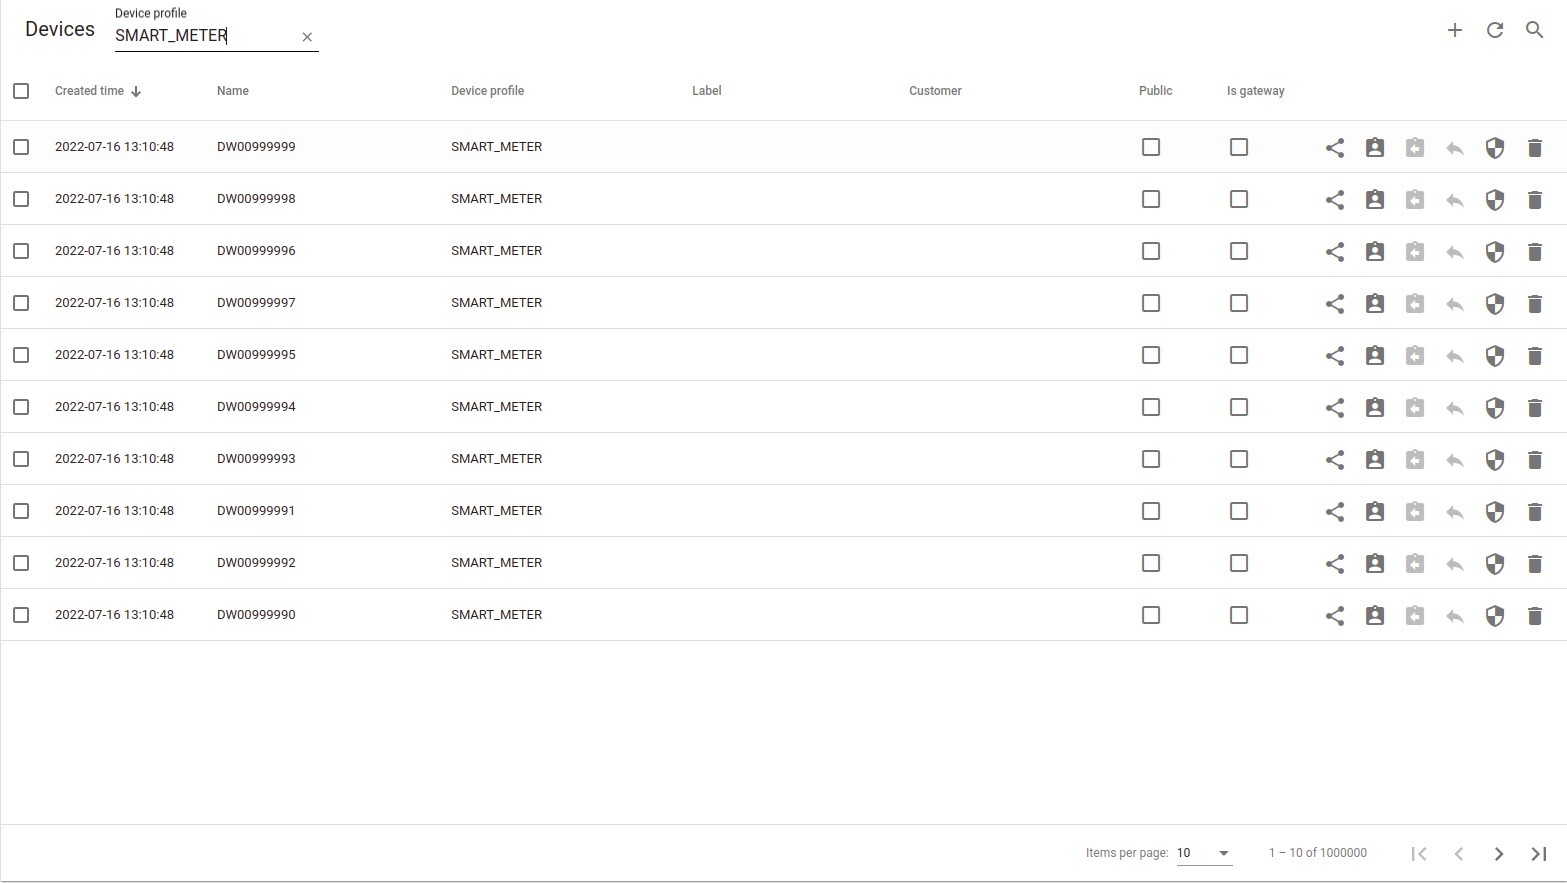 Devices
Device profile
SMART_METER
Created time Name Device profile Label Customer Public Is gateway
2022-07-16 13:10:48 DW00999999 SMART_METER
2022-07-16 13:10:48 DW00999998 SMART_METER
2022-07-16 13:10:48 DW00999996 SMART_METER
2022-07-16 13:10:48 DW00999997 SMART_METER
2022-07-16 13:10:48 DW00999995 SMART_METER
2022-07-16 13:10:48 DW00999994 SMART_METER
2022-07-16 13:10:48 DW00999993 SMART_METER
2022-07-16 13:10:48 DW00999991 SMART_METER
2022-07-16 13:10:48 DW00999992 SMART_METER
2022-07-16 13:10:48 DW00999990 SMART_METER
Items per page: 10 1 – 10 of 1000000